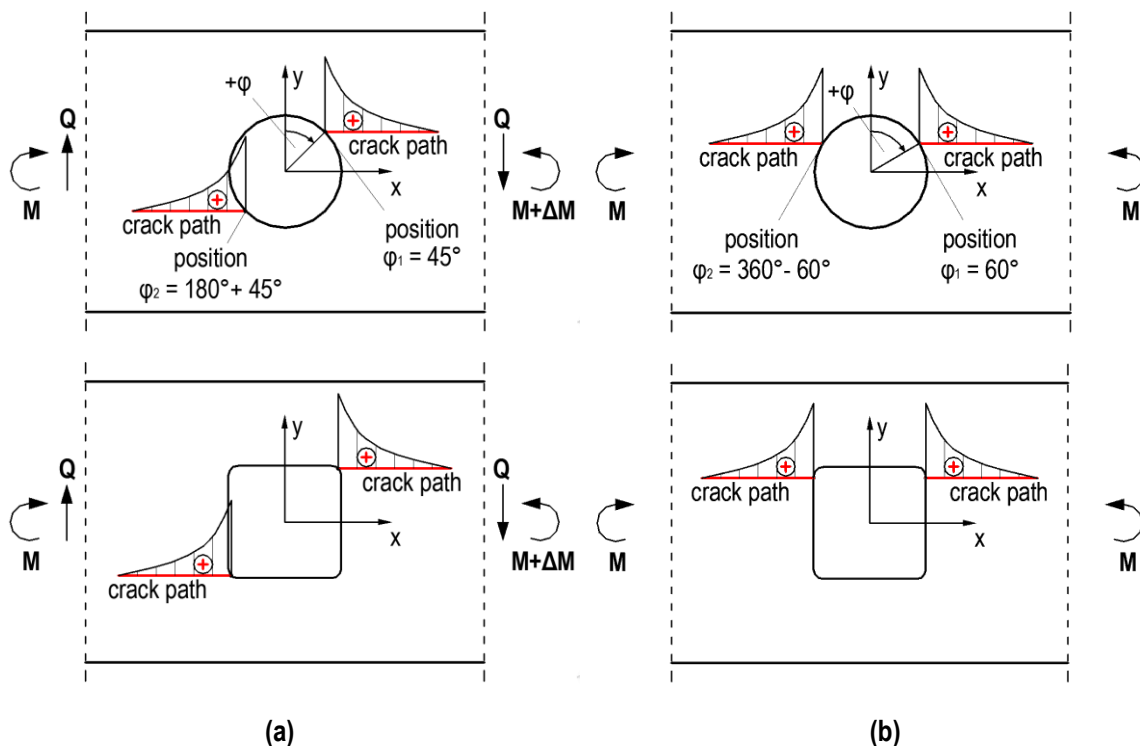 +φ
y
Q
+
crack path
x
+
M
crack path
Q
M+ΔM
position
φ1 = 45°
position
φ2 = 180°+ 45°
y
+φ
+
+
crack path
crack path
x
M
M
position
φ2 = 360°- 60°
position
φ1 = 60°
y
Q
+
crack path
x
+
M
crack path
Q
M+ΔM
y
+
+
crack path
crack path
x
M
M
(a)
(b)